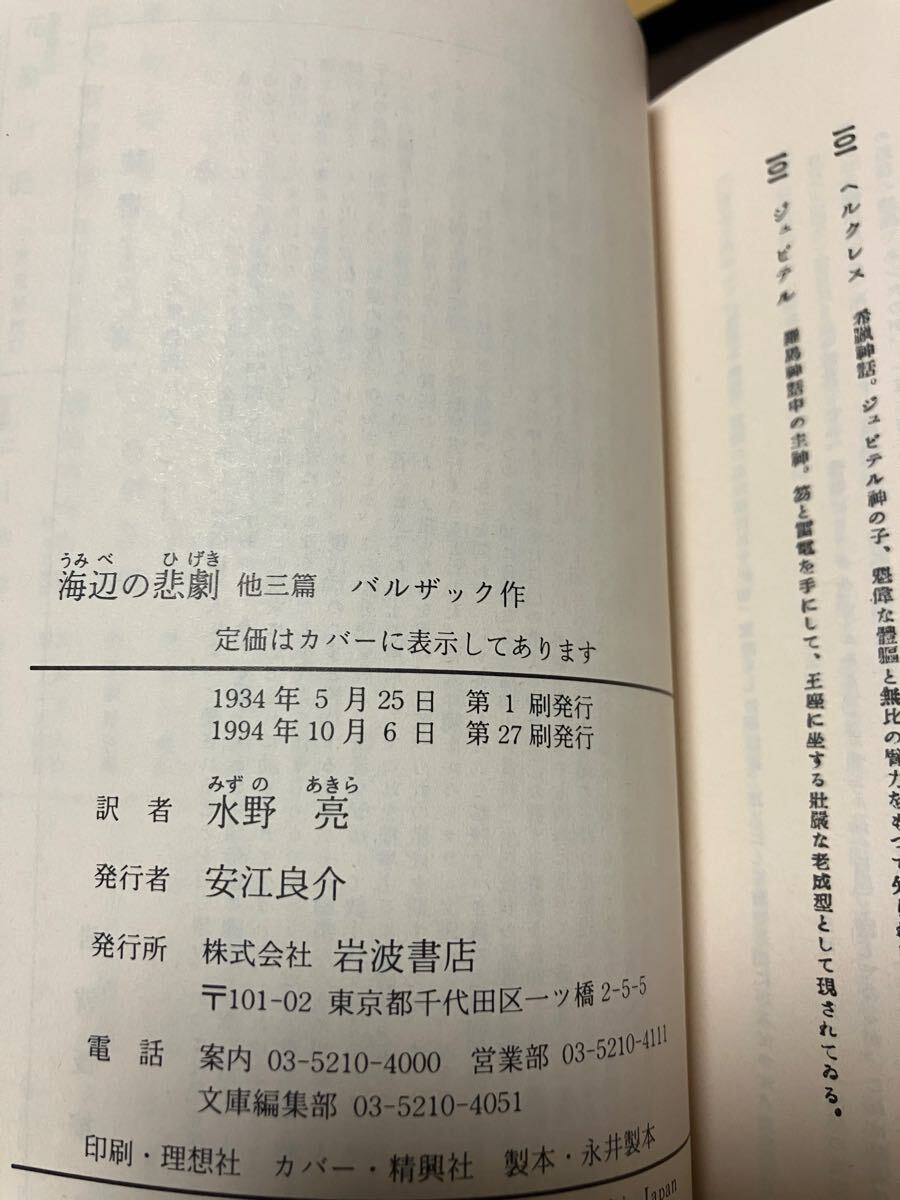 一〇一 ヘルクレス 希臘神話。ジュピテル神の子、魁偉な體軀と無比の膂力をもつて
一〇一 ジュピテル 羅馬神話中の主神。笏と雷電を手にして、王座に坐する壯嚴な老成型として現されてゐる。
うみべ ひげき
海辺の悲劇 他三篇 バルザック作
定価はカバーに表示してあります
1934年5月25日 第1刷発行
1994年10月6日 第27刷発行
みずの あきら
訳者 水野亮
発行者 安江良介
発行所 株式会社 岩波書店
〒101-02 東京都千代田区一ツ橋2-5-5
電話 案内 03-5210-4000 営業部 03-5210-4111
文庫編集部 03-5210-4051
印刷・理想社 カバー・精興社 製本・永井製本
Japan